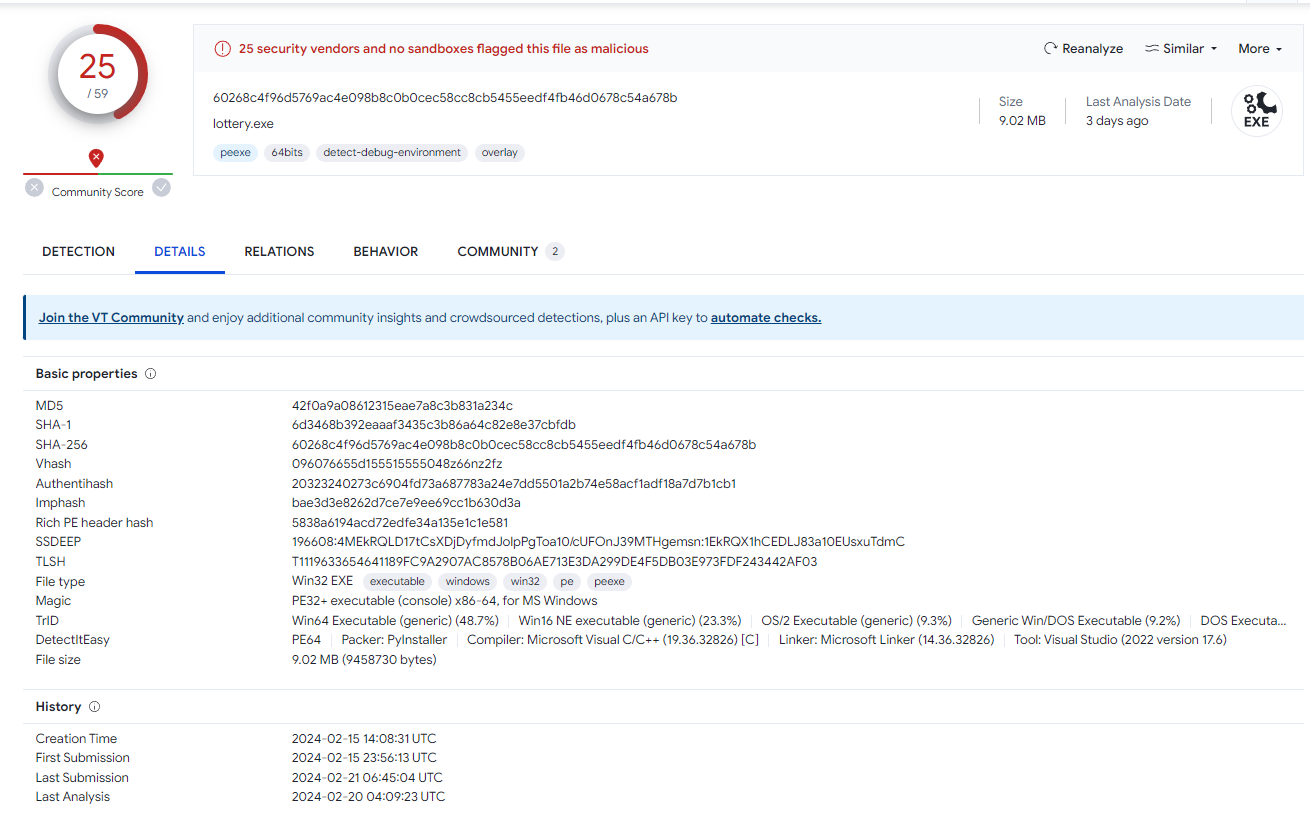 25
/ 59
Community Score
25 security vendors and no sandboxes flagged this file as malicious
Reanalyze Similar More
60268c4f96d5769ac4e098b8c0b0cec58cc8cb5455eedf4fb46d0678c54a678b
lottery.exe
peexe 64bits detect-debug-environment overlay
Size
9.02 MB
Last Analysis Date
3 days ago
EXE
DETECTION DETAILS RELATIONS BEHAVIOR COMMUNITY 2
Join the VT Community and enjoy additional community insights and crowdsourced detections, plus an API key to automate checks.
Basic properties
MD5 42f0a9a08612315eae7a8c3b831a234c
SHA-1 6d3468b392eaaaf3435c3b86a64c82e8e37cbfdb
SHA-256 60268c4f96d5769ac4e098b8c0b0cec58cc8cb5455eedf4fb46d0678c54a678b
Vhash 096076655d155515555048z66nz2fz
Authentihash 20323240273c6904fd73a687783a24e7dd5501a2b74e58acf1adf18a7d7b1cb1
Imphash bae3d3e8262d7ce7e9ee69cc1b630d3a
Rich PE header hash 5838a6194acd72edfe34a135e1c1e581
SSDEEP 196608:4MEkRQLD17tCsXDjDyfmdJolpPgToa10/cUFOnJ39MTHgemsn:1EkRQX1hCEDLJ83a10EUsxuTdmC
TLSH T1119633654641189FC9A2907AC8578B06AE713E3DA299DE4F5DB03E973FDF243442AF03
File type Win32 EXE executable windows win32 pe peexe
Magic PE32+ executable (console) x86-64, for MS Windows
TrID Win64 Executable (generic) (48.7%) Win16 NE executable (generic) (23.3%) OS/2 Executable (generic) (9.3%) Generic Win/DOS Executable (9.2%) DOS Executa...
DetectItEasy PE64 Packer: PyInstaller Compiler: Microsoft Visual C/C++ (19.36.32826) [C] Linker: Microsoft Linker (14.36.32826) Tool: Visual Studio (2022 version 17.6)
File size 9.02 MB (9458730 bytes)
History
Creation Time 2024-02-15 14:08:31 UTC
First Submission 2024-02-15 23:56:13 UTC
Last Submission 2024-02-21 06:45:04 UTC
Last Analysis 2024-02-20 04:09:23 UTC